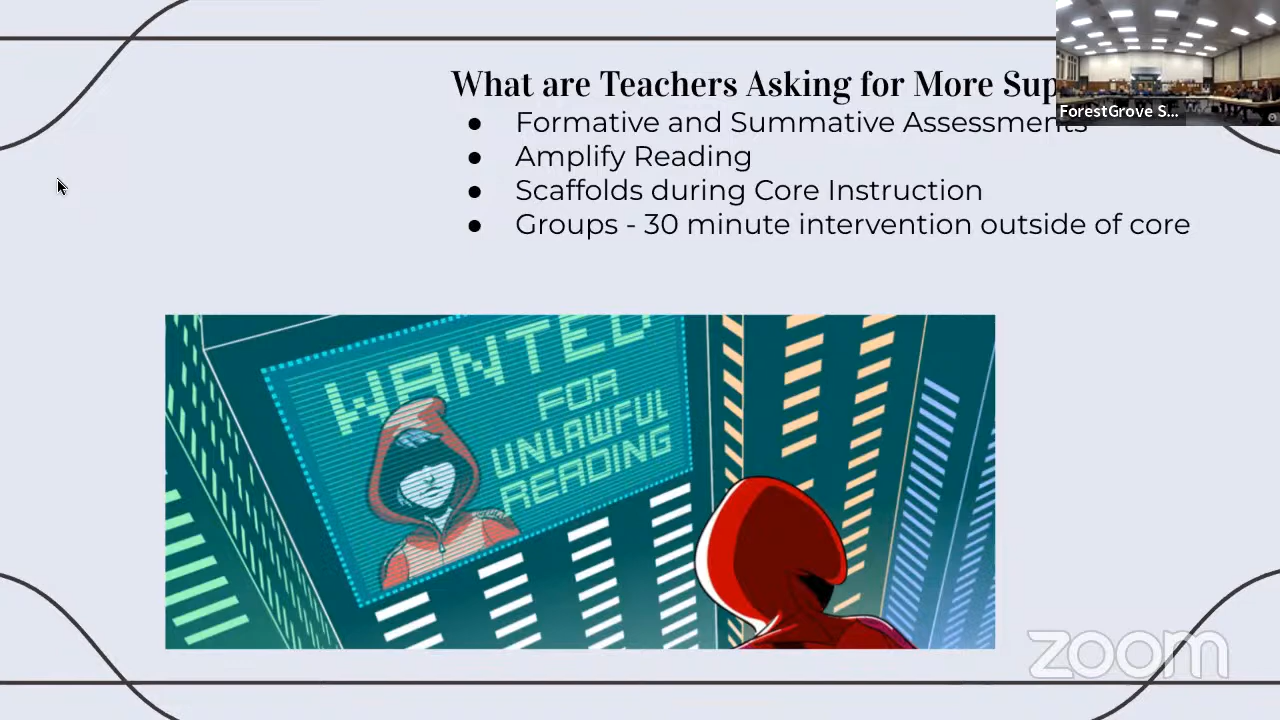 What are Teachers Asking for More Sup
● Formative and Summative Assessments
● Amplify Reading
● Scaffolds during Core Instruction
● Groups - 30 minute intervention outside of core
ForestGrove S...
WANTED
FOR
UNLAWFUL
READING
zoom